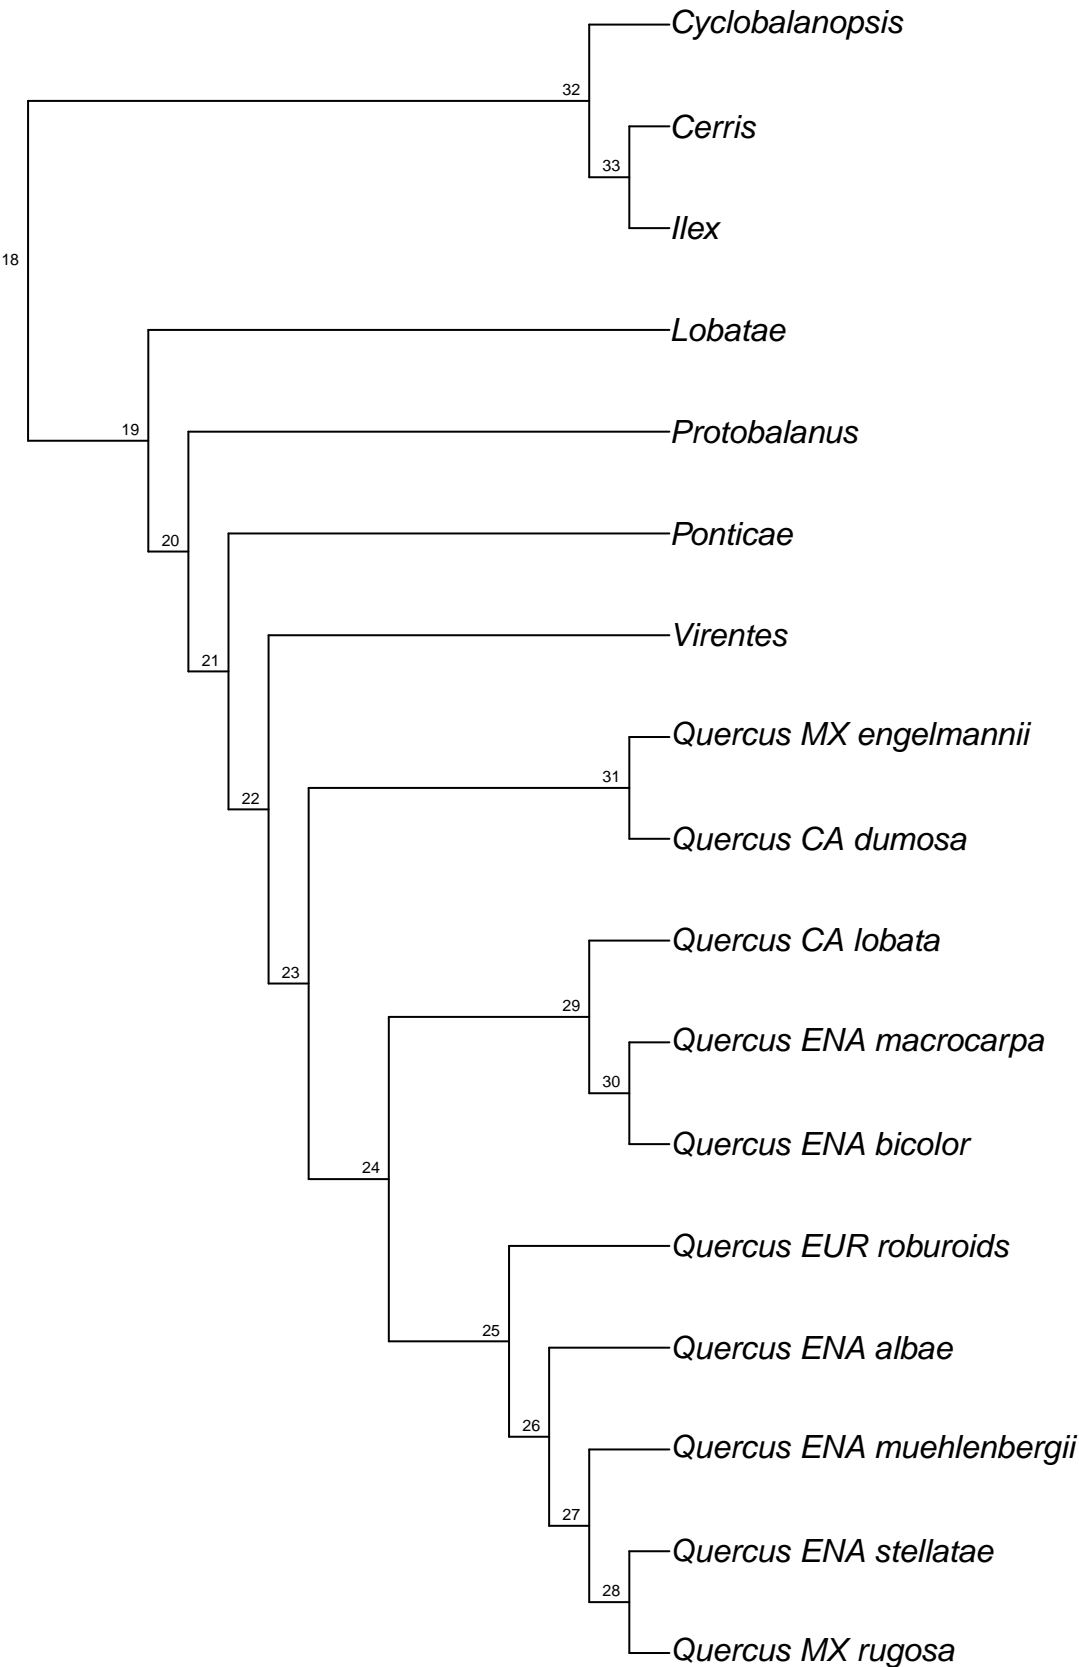 Cyclobalanopsis
32
Cerris
33
Ilex
18
Lobatae
19
Protobalanus
20
Ponticae
21
Virentes
22
Quercus MX engelmannii
31
Quercus CA dumosa
23
Quercus CA lobata
29
Quercus ENA macrocarpa
30
Quercus ENA bicolor
24
Quercus EUR roburoids
25
Quercus ENA albae
26
Quercus ENA muehlenbergii
27
Quercus ENA stellatae
28
Quercus MX rugosa